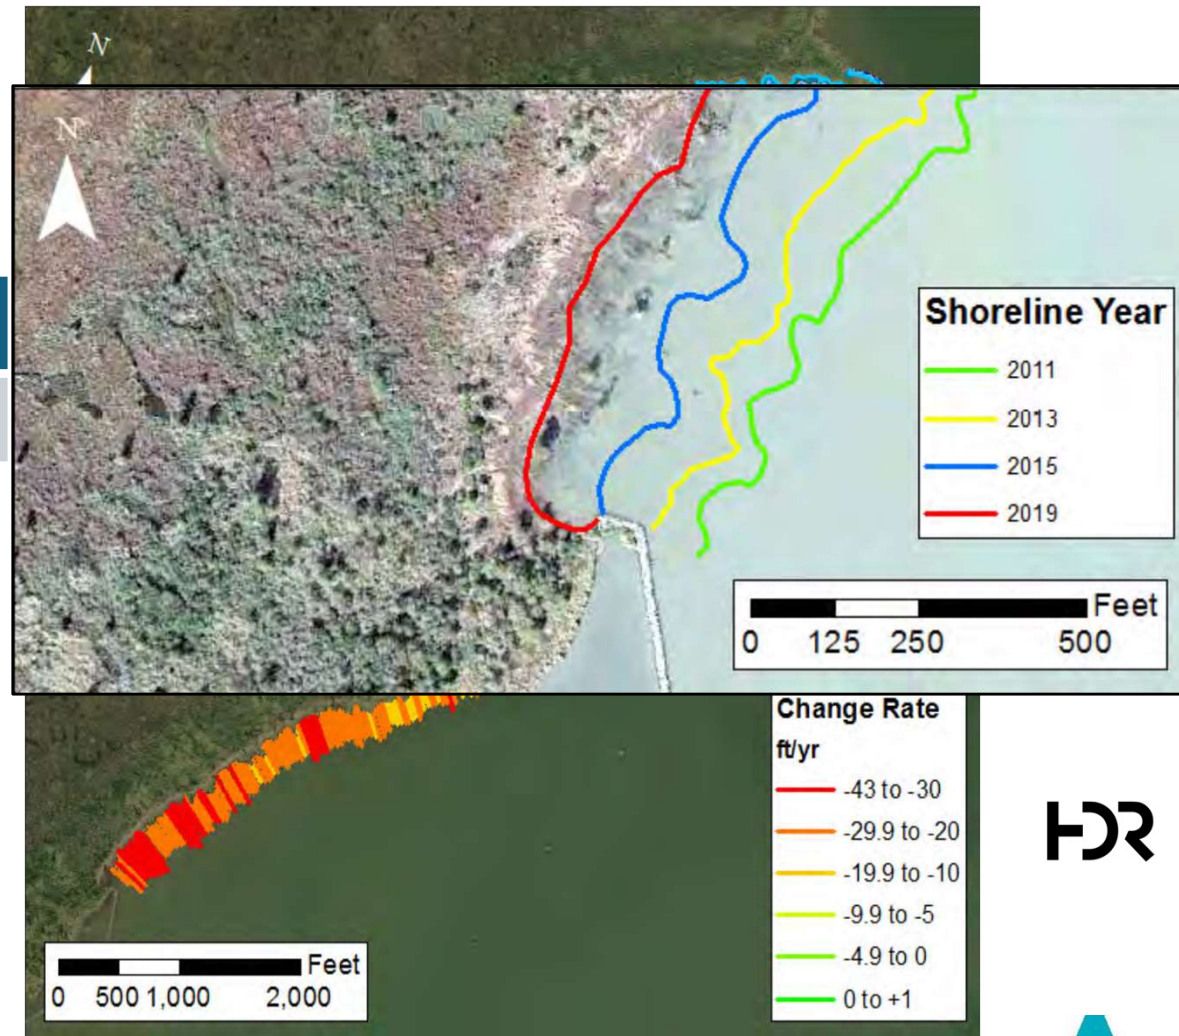 N
N
Shoreline Year
2011
2013
2015
2019
Feet
0 125 250 500
Change Rate
ft/yr
-43 to -30
-29.9 to -20
-19.9 to -10
-9.9 to -5
-4.9 to 0
0 to +1
Feet
0 500 1,000 2,000
HDR